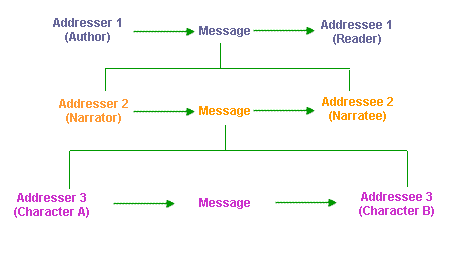 Addresser 1
(Author)
Message
Addressee 1
(Reader)
Addresser 2
(Narrator)
Message
Addressee 2
(Narratee)
Addresser 3
(Character A)
Message
Addressee 3
(Character B)